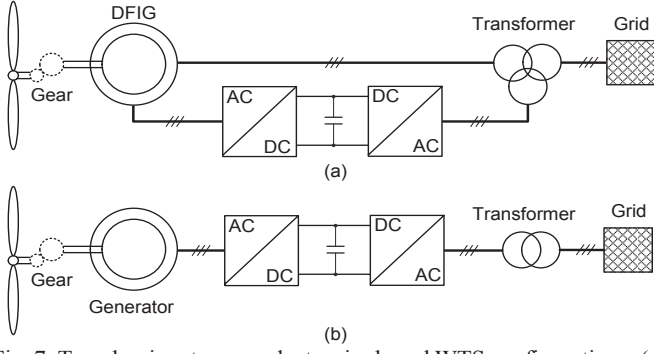 DFIG
Transformer
Grid
Gear
AC
DC
DC
AC
(a)
Transformer
Grid
AC
DC
DC
AC
Gear
Generator
(b)